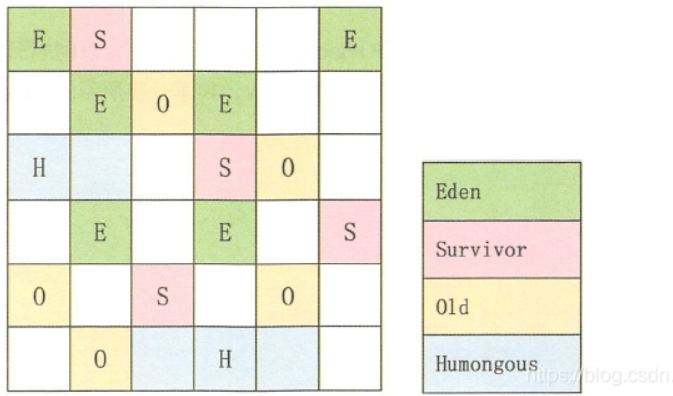 E S E
E O E
H S O
E E S
O S O
O H
Eden
Survivor
Old
Humongous
https://blog.csdn.